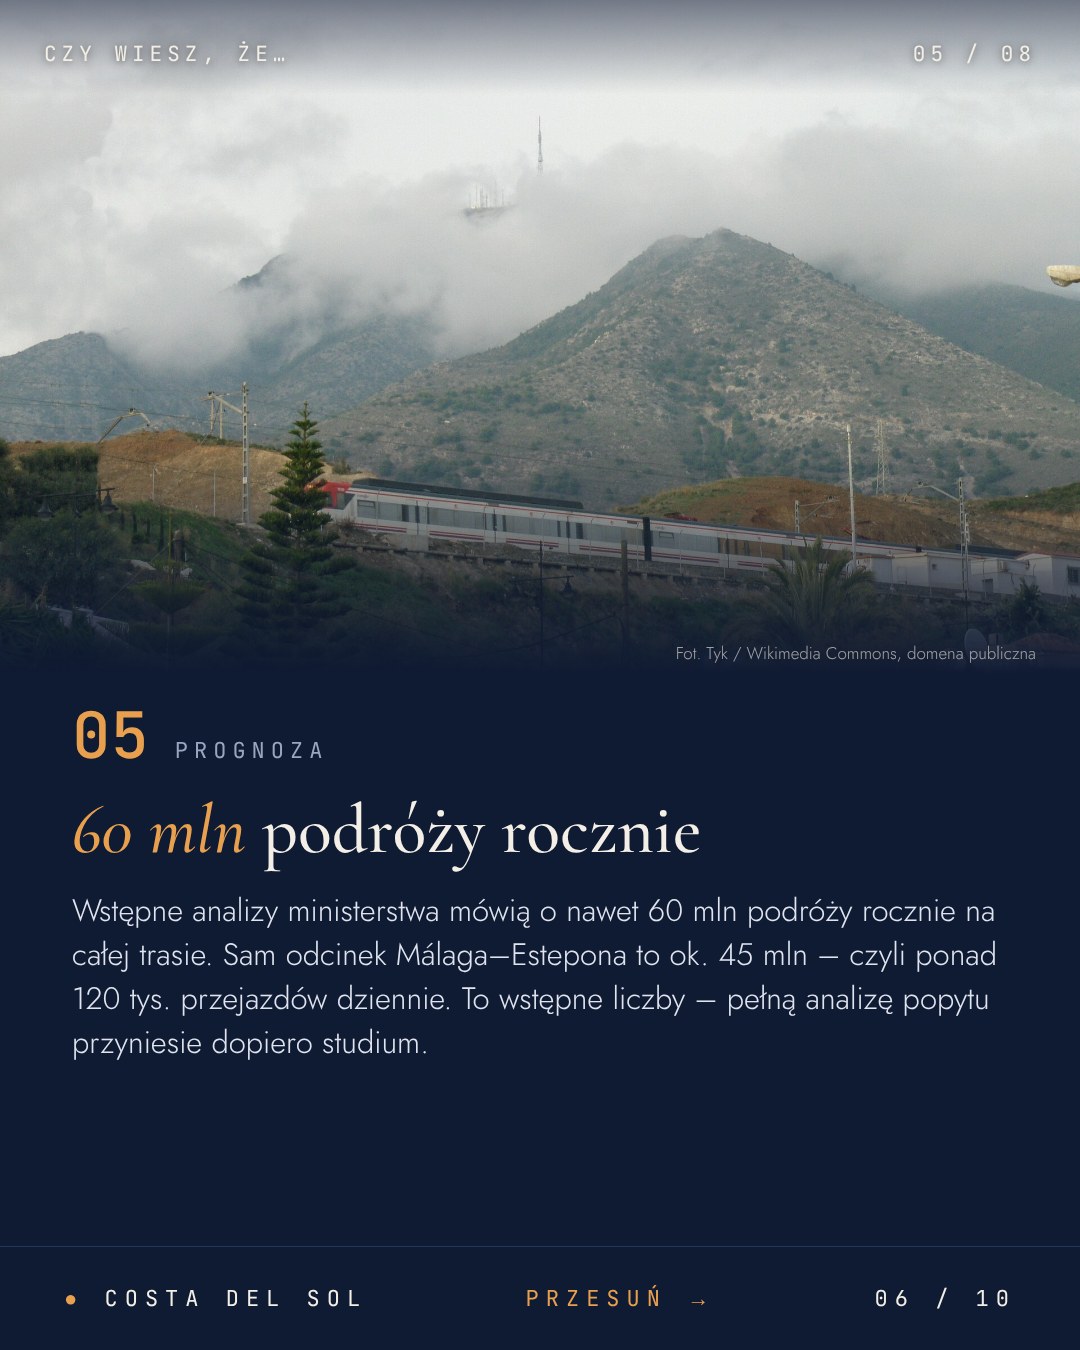 CZY WIESZ, ŻE…
05 / 08
Fot. Tyk / Wikimedia Commons, domena publiczna
05 PROGNOZA
60 mln podróży rocznie
Wstępne analizy ministerstwa mówią o nawet 60 mln podróży rocznie na
całej trasie. Sam odcinek Málaga–Estepona to ok. 45 mln – czyli ponad
120 tys. przejazdów dziennie. To wstępne liczby – pełną analizę popytu
przyniesie dopiero studium.
• COSTA DEL SOL
PRZESUŃ →
06 / 10